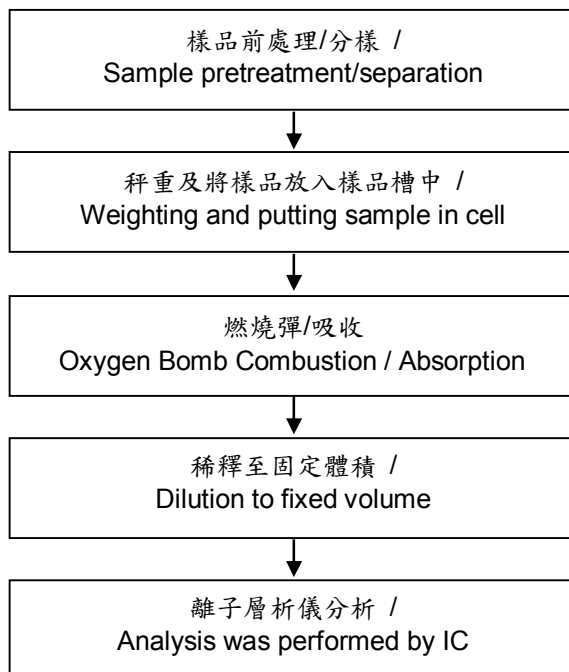 樣品前處理/分樣 /
Sample pretreatment/separation
秤重及將樣品放入樣品槽中 /
Weighting and putting sample in cell
燃燒彈/吸收
Oxygen Bomb Combustion / Absorption
稀釋至固定體積 /
Dilution to fixed volume
離子層析儀分析 /
Analysis was performed by IC